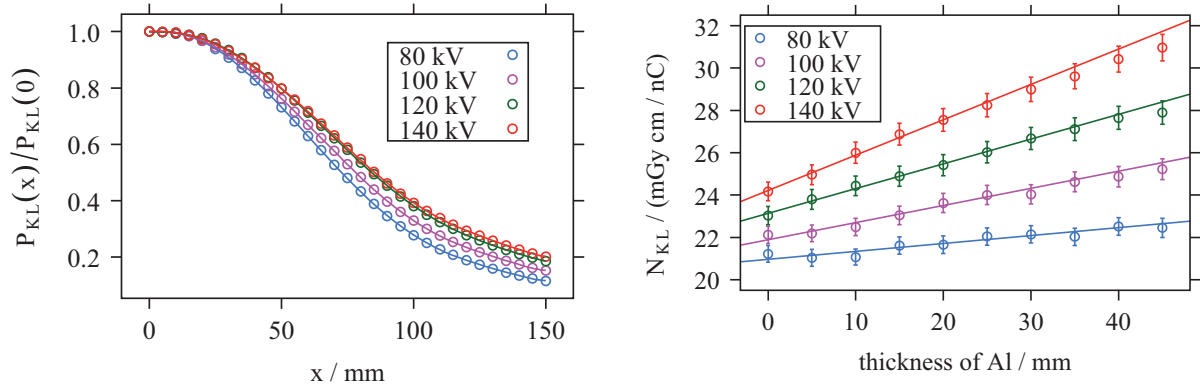 P_KL(x)/P_KL(0)
1.0
0.8
0.6
0.4
0.2
80 kV
100 kV
120 kV
140 kV
0
50
100
150
x / mm
N_KL / (mGy cm / nC)
32
30
28
26
24
22
20
80 kV
100 kV
120 kV
140 kV
0
10
20
30
40
thickness of Al / mm